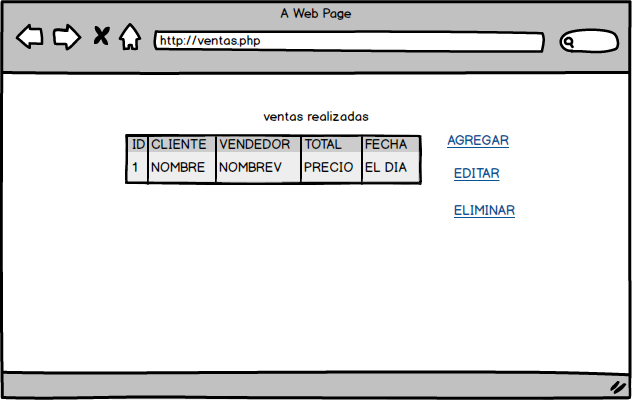 A Web Page
http://ventas.php
ventas realizadas
ID CLIENTE VENDEDOR TOTAL FECHA
1 NOMBRE NOMBREV PRECIO EL DIA
AGREGAR
EDITAR
ELIMINAR